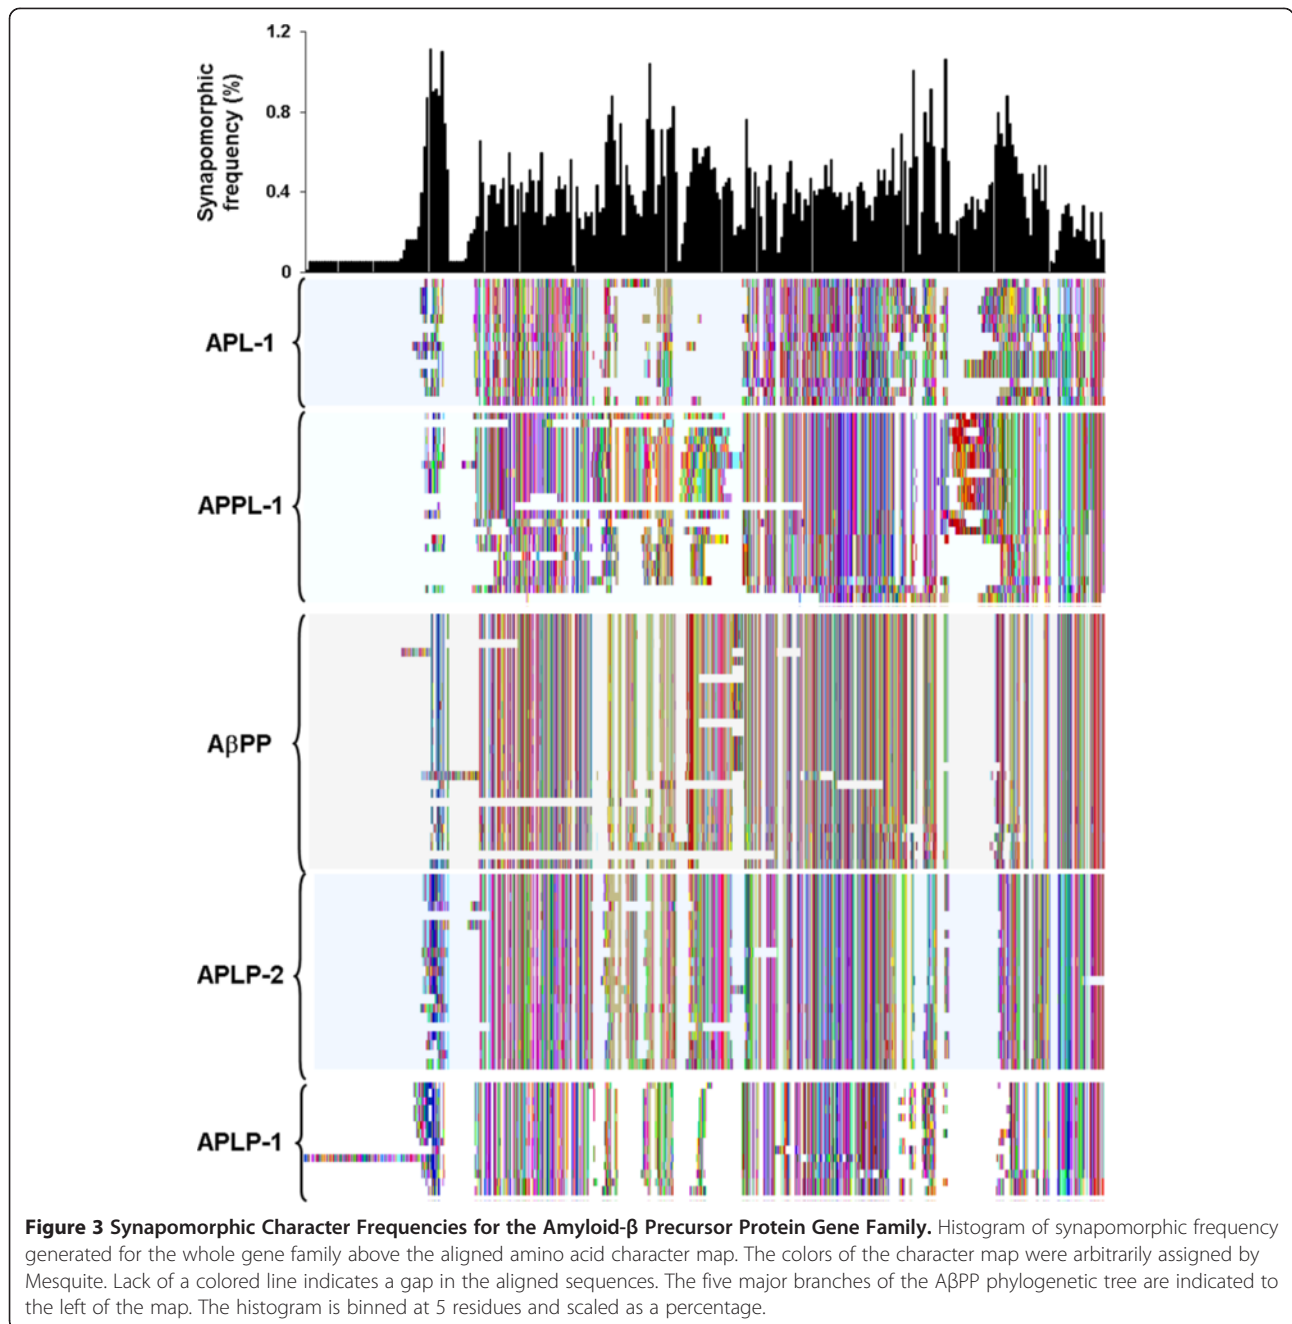 1.2
0.8
0.4
0
Synapomorphic
frequency (%)
APL-1
APPL-1
AβPP
APLP-2
APLP-1
Figure 3 Synapomorphic Character Frequencies for the Amyloid-β Precursor Protein Gene Family. Histogram of synapomorphic frequency
generated for the whole gene family above the aligned amino acid character map. The colors of the character map were arbitrarily assigned by
Mesquite. Lack of a colored line indicates a gap in the aligned sequences. The five major branches of the AβPP phylogenetic tree are indicated to
the left of the map. The histogram is binned at 5 residues and scaled as a percentage.